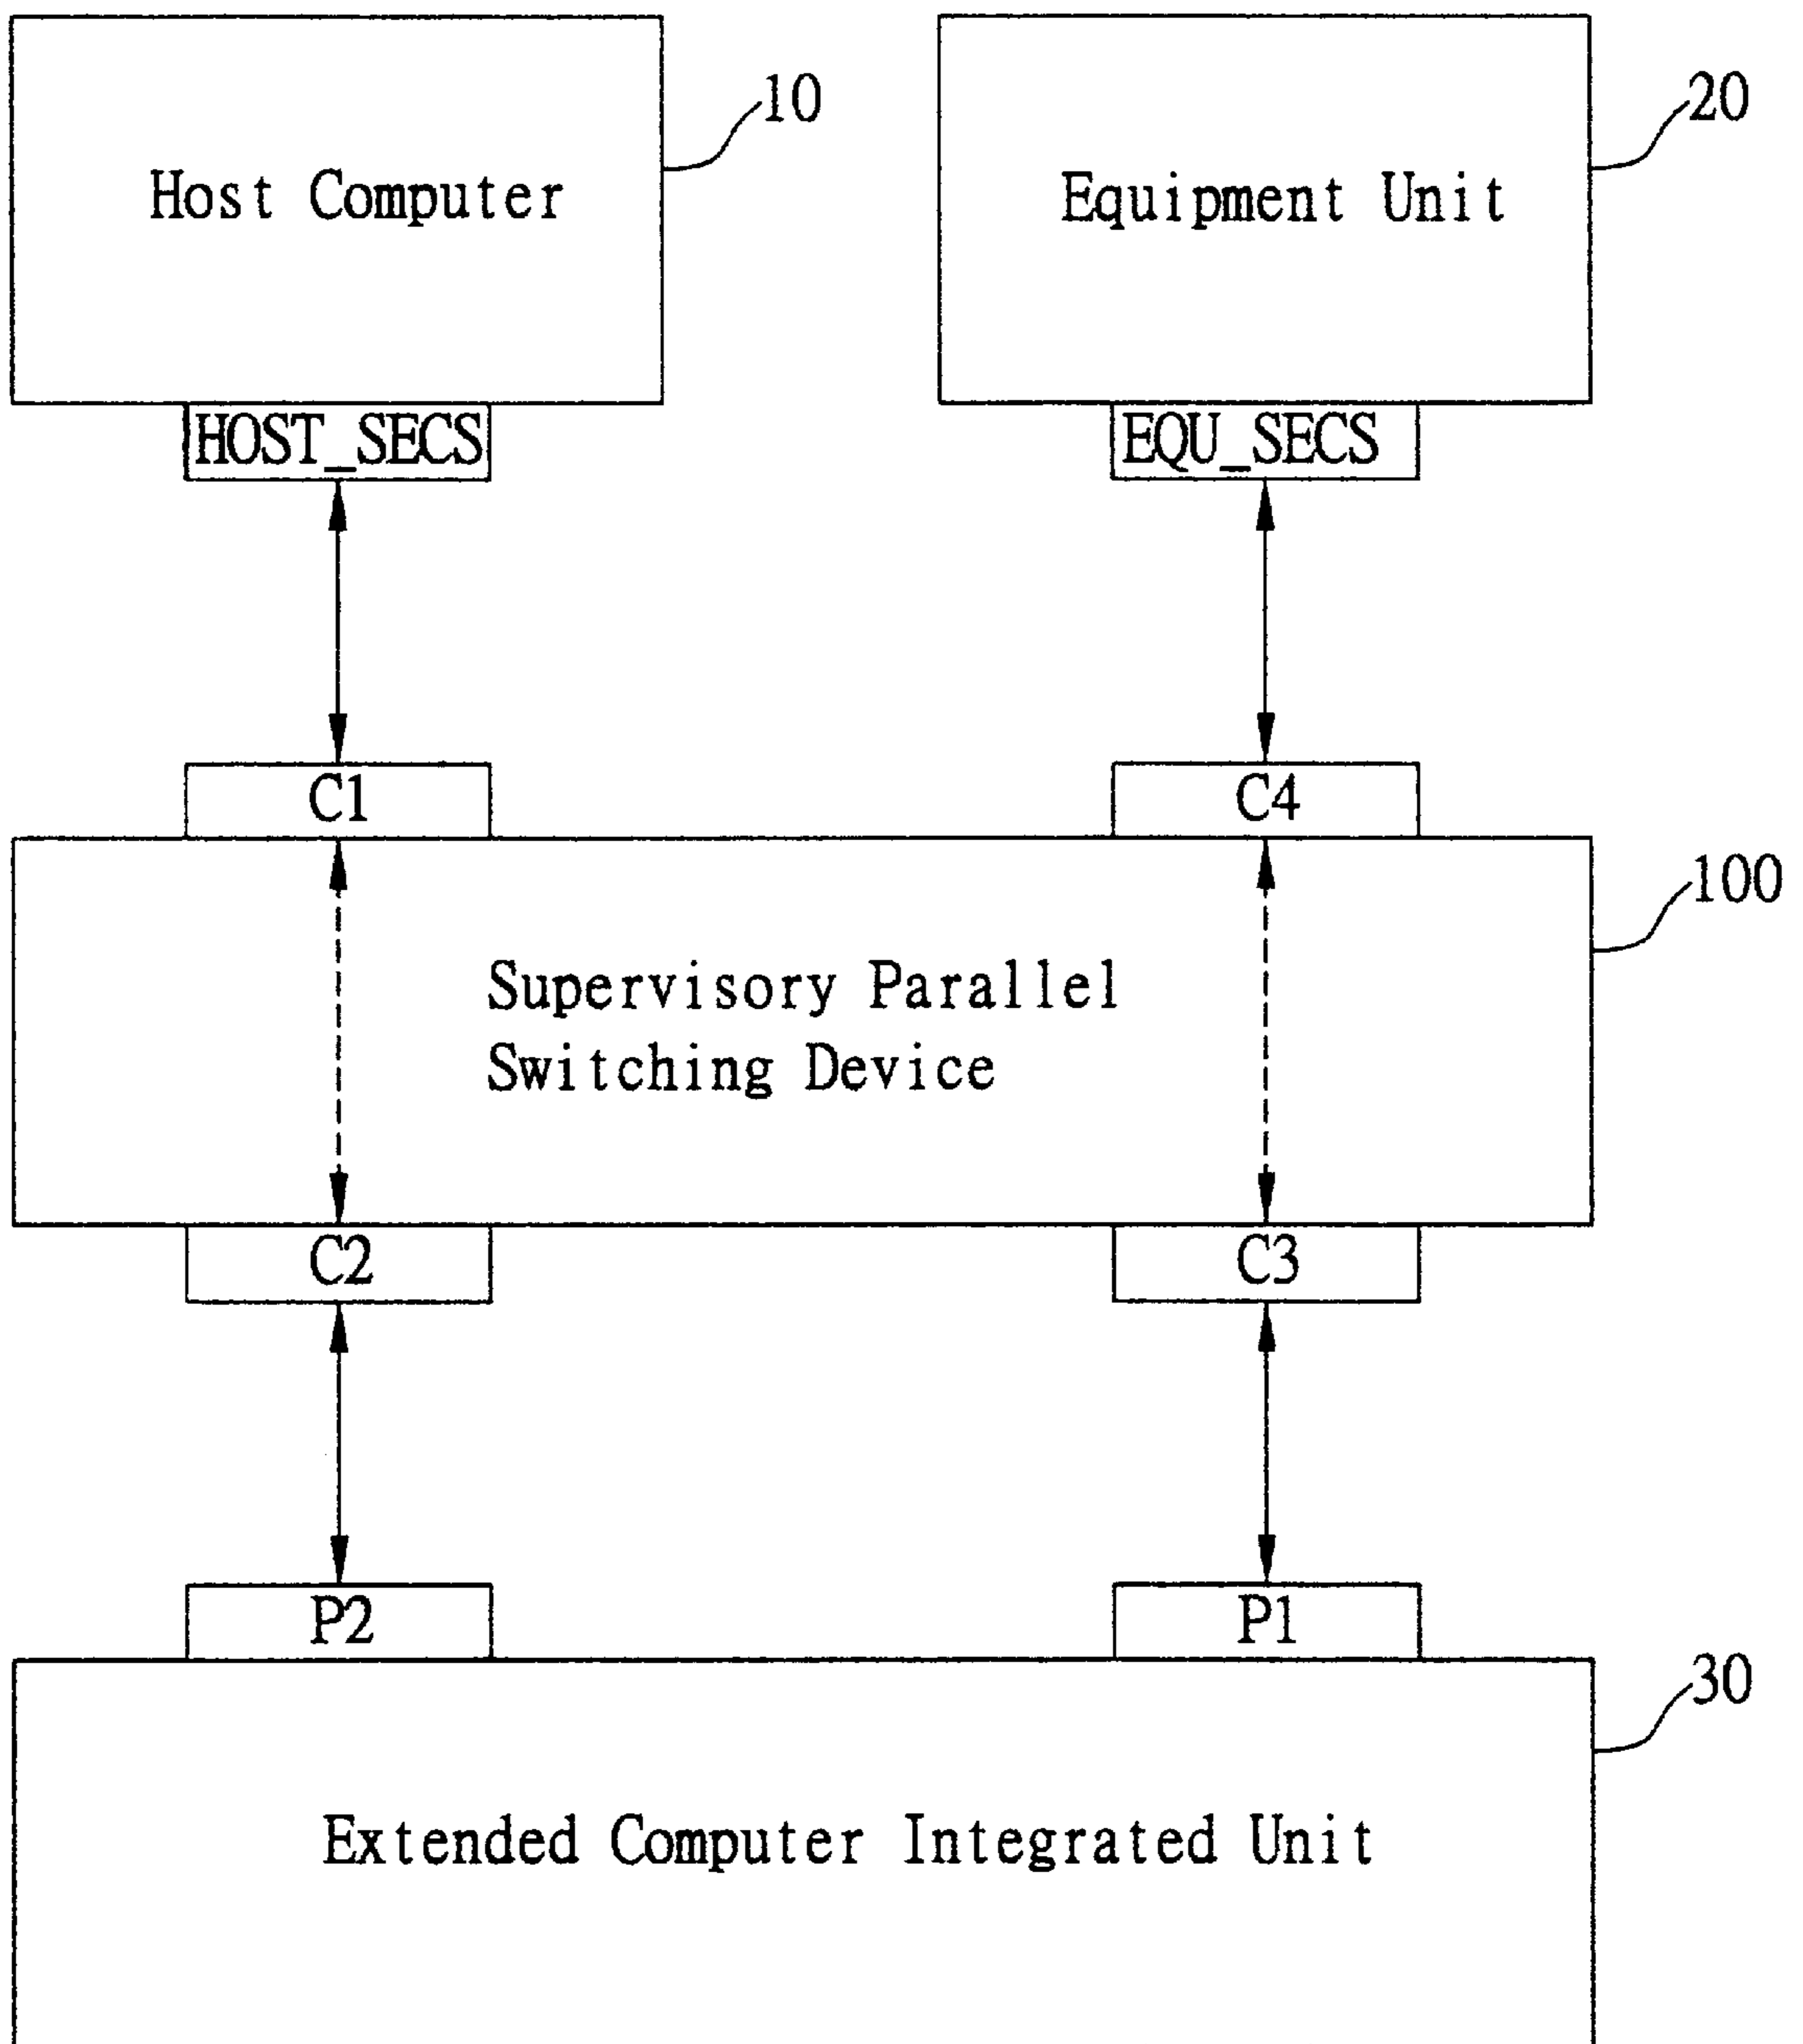 10
20
Host Computer
Equipment Unit
HOST_SECS
EQU_SECS
C1
C4
100
Supervisory Parallel
Switching Device
C2
C3
P2
P1
30
Extended Computer Integrated Unit